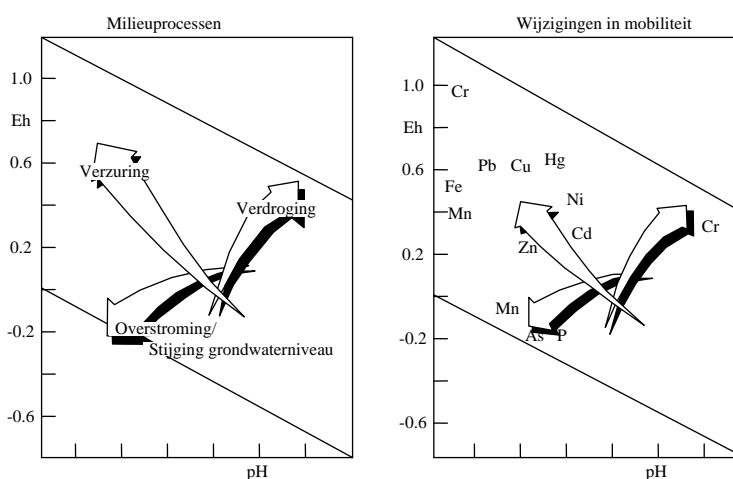 Milieuprocessen
1.0
Eh
0.6
0.2
-0.2
-0.6
Verzuring
Verdroging
Overstroming/
Stijging grondwaterniveau
pH
Wijzigingen in mobiliteit
1.0
Eh
0.6
0.2
-0.2
-0.6
Cr
Pb Cu Hg
Fe
Mn
Ni
Zn
Cd
Cr
Mn
As P
pH